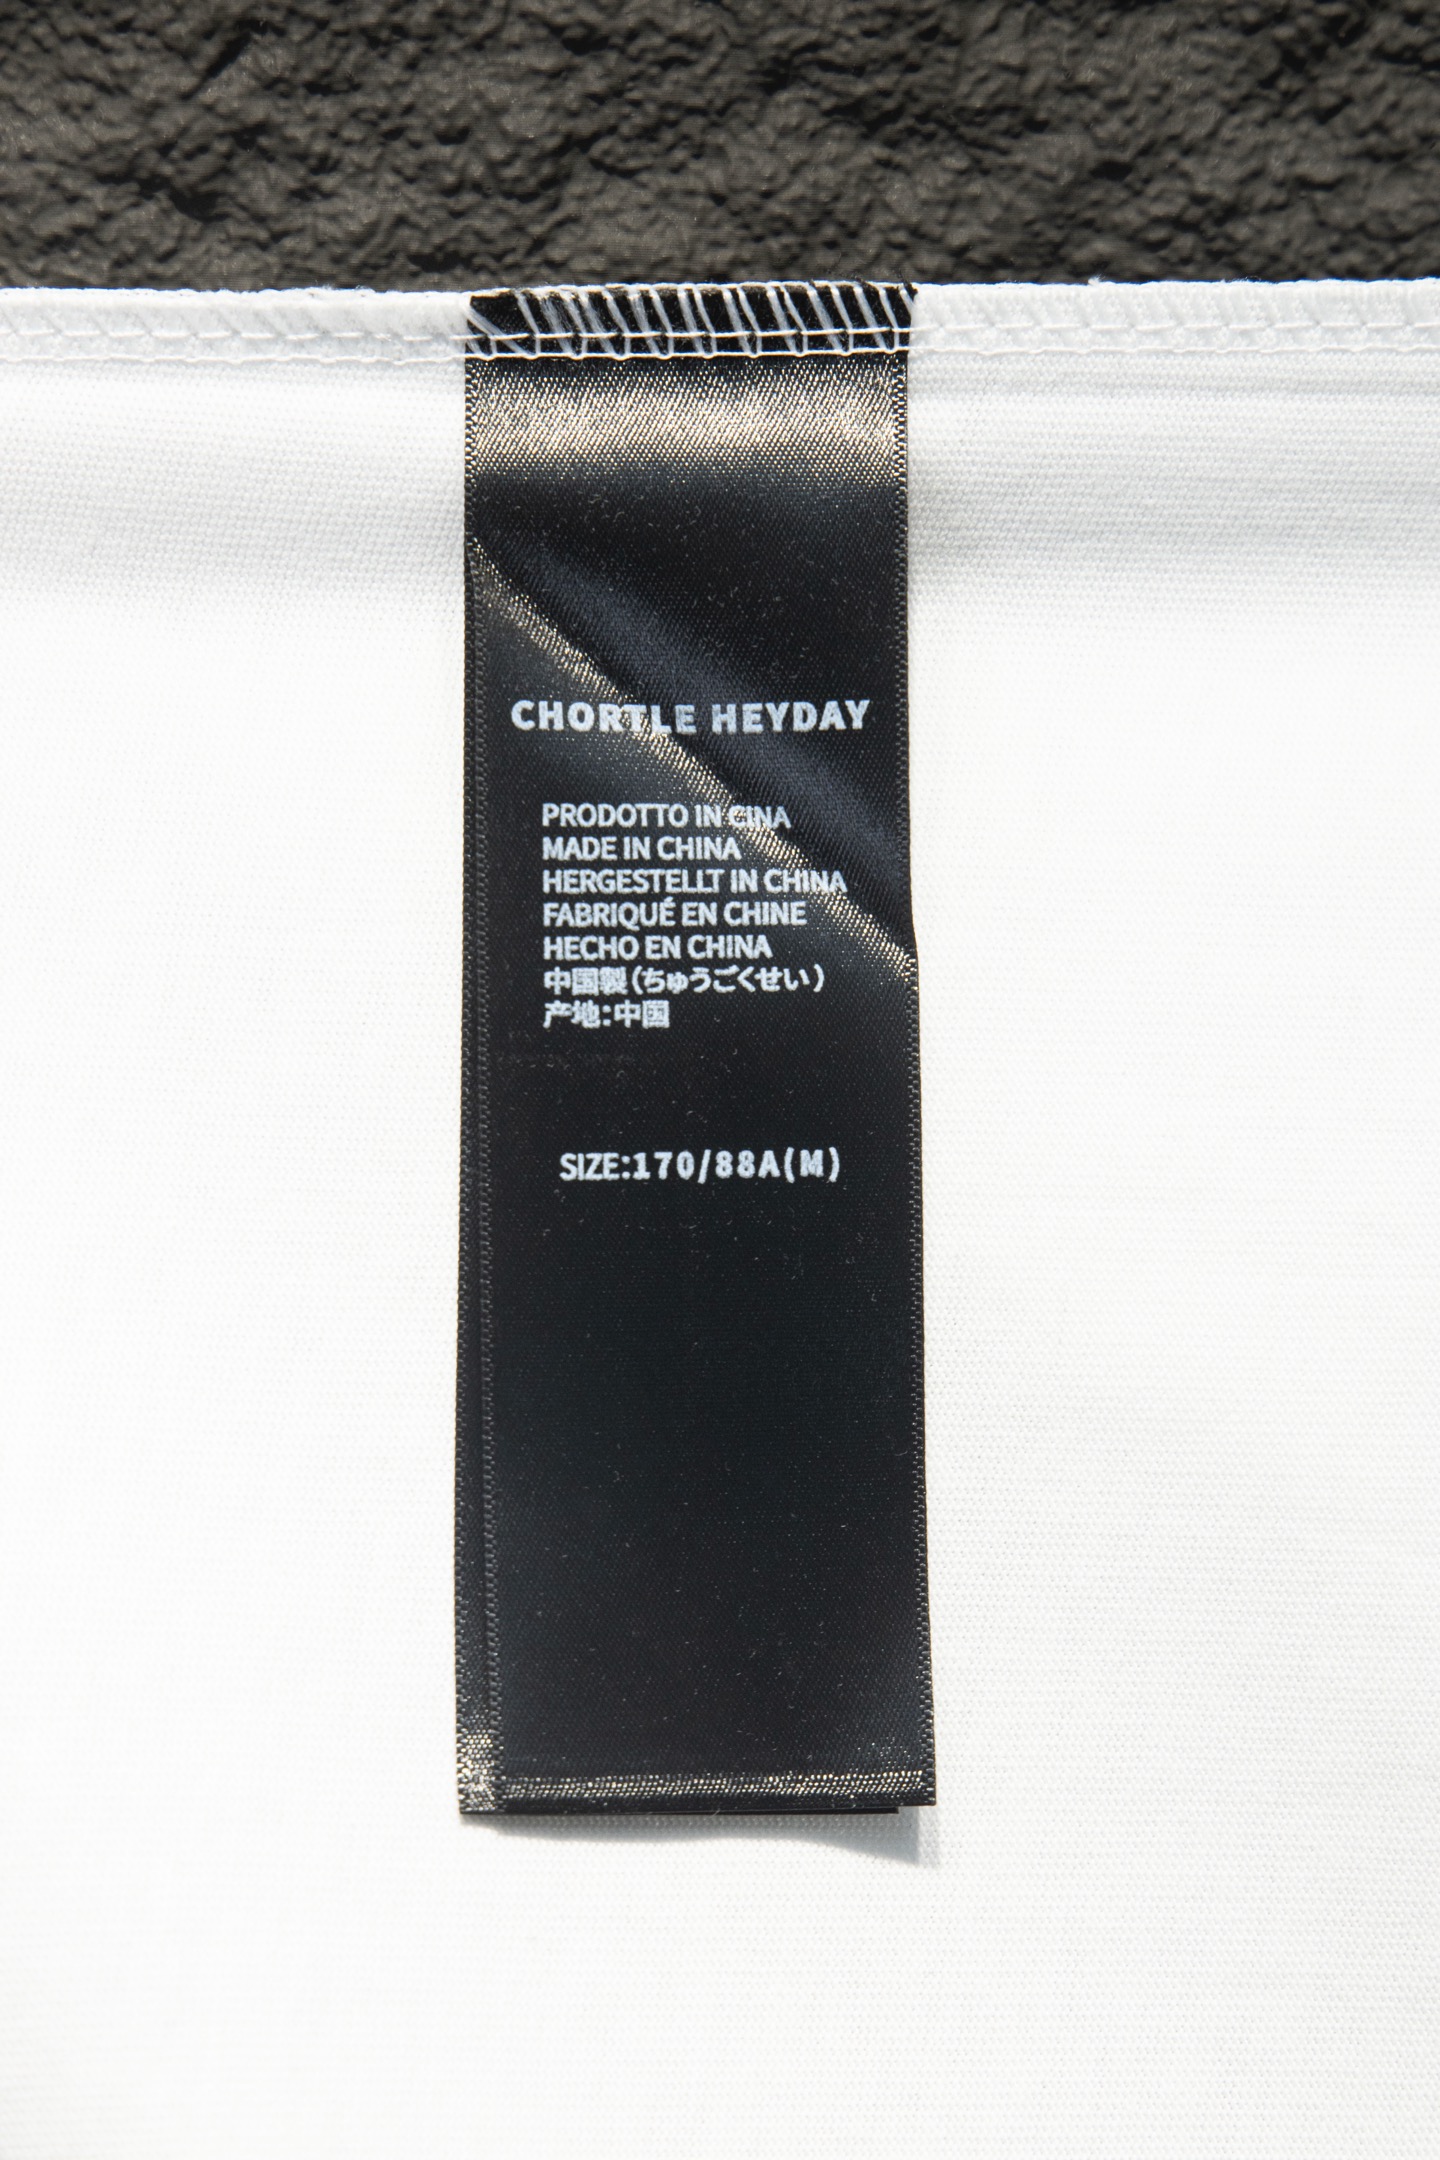 CHORTLE HEYDAY
PRODOTTO IN CINA
MADE IN CHINA
HERGESTELLT IN CHINA
FABRIQUÉ EN CHINE
HECHO EN CHINA
中国製(ちゅうごくせい)
产地:中国
SIZE:170/88A(M)